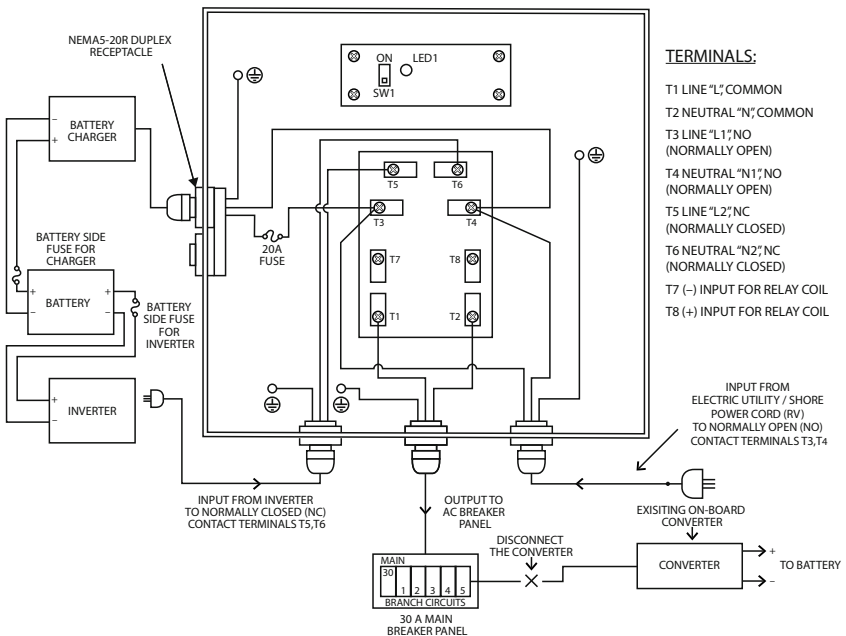 NEMA5-20R DUPLEX
RECEPTACLE
ON
LED1
SW1
TERMINALS:
T1 LINE "L", COMMON
T2 NEUTRAL "N", COMMON
T3 LINE "L1", NO
(NORMALLY OPEN)
T4 NEUTRAL "N1", NO
(NORMALLY OPEN)
T5 LINE "L2", NC
(NORMALLY CLOSED)
T6 NEUTRAL "N2", NC
(NORMALLY CLOSED)
T7 (–) INPUT FOR RELAY COIL
T8 (+) INPUT FOR RELAY COIL
–
+
BATTERY
CHARGER
T5
T6
T3
T4
20A
FUSE
T7
T8
T1
T2
BATTERY SIDE
FUSE FOR
CHARGER
+
–
BATTERY
+
–
BATTERY
SIDE FUSE
FOR
INVERTER
+
–
INVERTER
INPUT FROM
ELECTRIC UTILITY / SHORE
POWER CORD (RV)
TO NORMALLY OPEN (NO)
CONTACT TERMINALS T3,T4
INPUT FROM INVERTER
TO NORMALLY CLOSED (NC)
CONTACT TERMINALS T5,T6
OUTPUT TO
AC BREAKER
PANEL
EXISITING ON-BOARD
CONVERTER
DISCONNECT
THE CONVERTER
CONVERTER
+
–
TO BATTERY
MAIN
30
1 2 3 4 5
BRANCH CIRCUITS
30 A MAIN
BREAKER PANEL